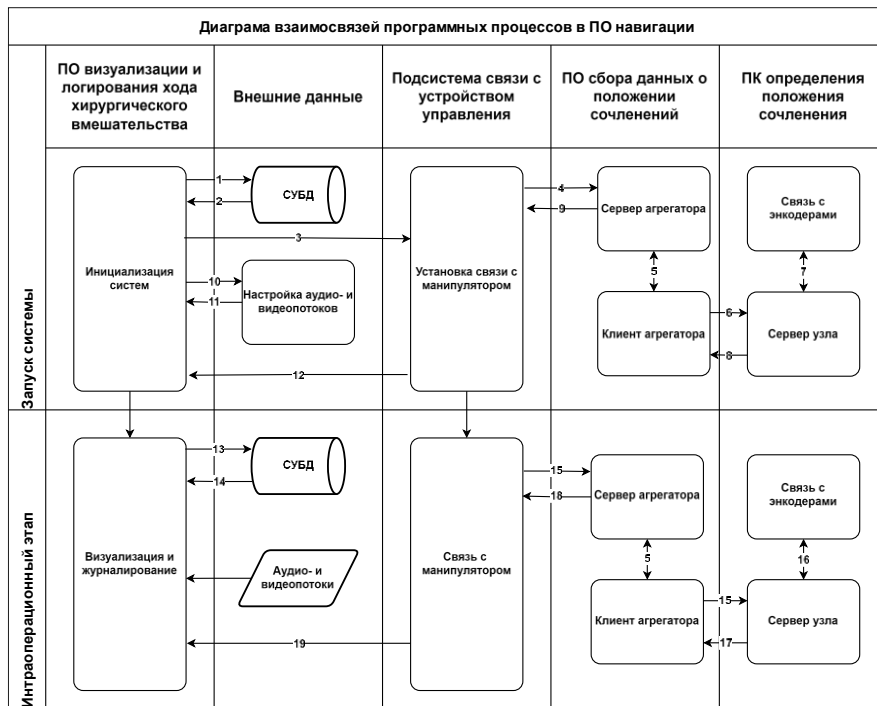 Диаграмма взаимосвязей программных процессов в ПО навигации
ПО визуализации и
логирования хода
хирургического
вмешательства
Внешние данные
Подсистема связи с
устройством
управления
ПО сбора данных о
положении
сочленений
ПК определения
положения
сочленения
Запуск системы
Инициализация
систем
1
2
СУБД
3
10
11
Настройка аудио- и
видеопотоков
12
Установка связи с
манипулятором
4
9
Сервер агрегатора
5
Клиент агрегатора
6
8
Связь с
энкодерами
7
Сервер узла
Интраоперационный этап
Визуализация и
журналирование
13
14
СУБД
Аудио- и
видеопотоки
19
Связь с
манипулятором
15
18
Сервер агрегатора
5
Клиент агрегатора
15
17
Связь с
энкодерами
16
Сервер узла